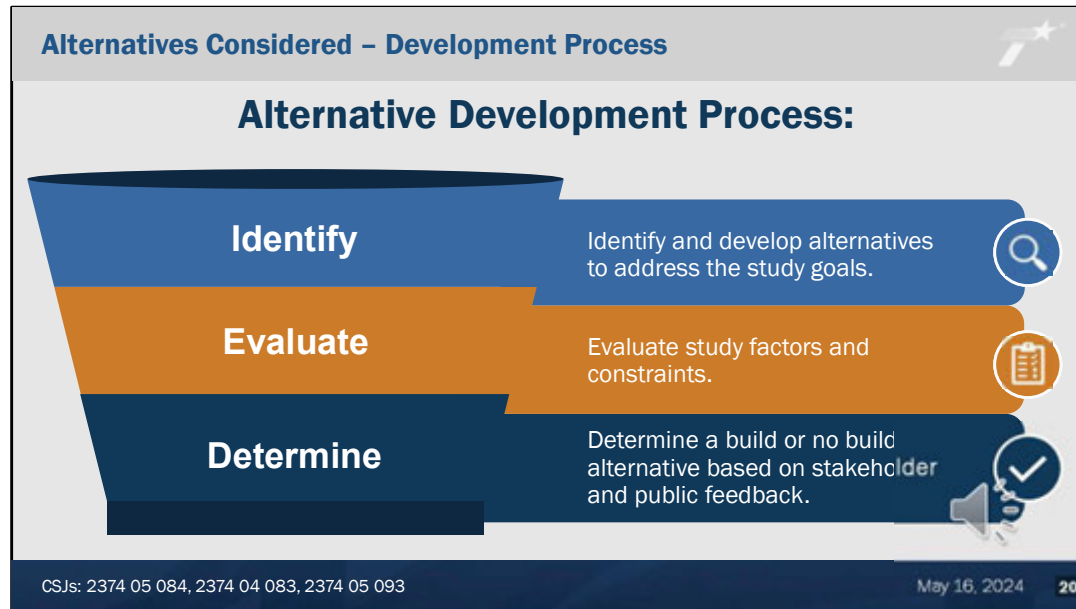 Alternatives Considered – Development Process
Alternative Development Process:
Identify
Identify and develop alternatives
to address the study goals.
Evaluate
Evaluate study factors and
constraints.
Determine
Determine a build or no build
alternative based on stakeholder
and public feedback.
CSJs: 2374 05 084, 2374 04 083, 2374 05 093
May 16, 2024
20